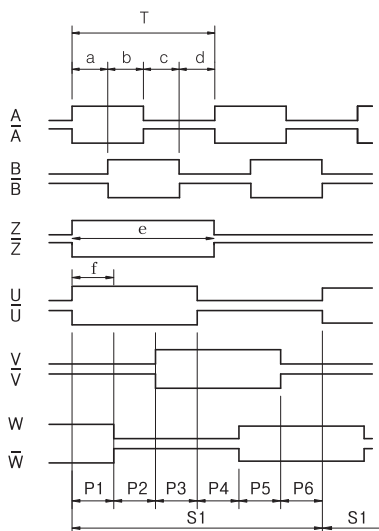 T
a b c d
A
A̅
B
B̅
Z
Z̅
e
f
U
U̅
V
V̅
W
W̅
P1 P2 P3 P4 P5 P6
S1 S1